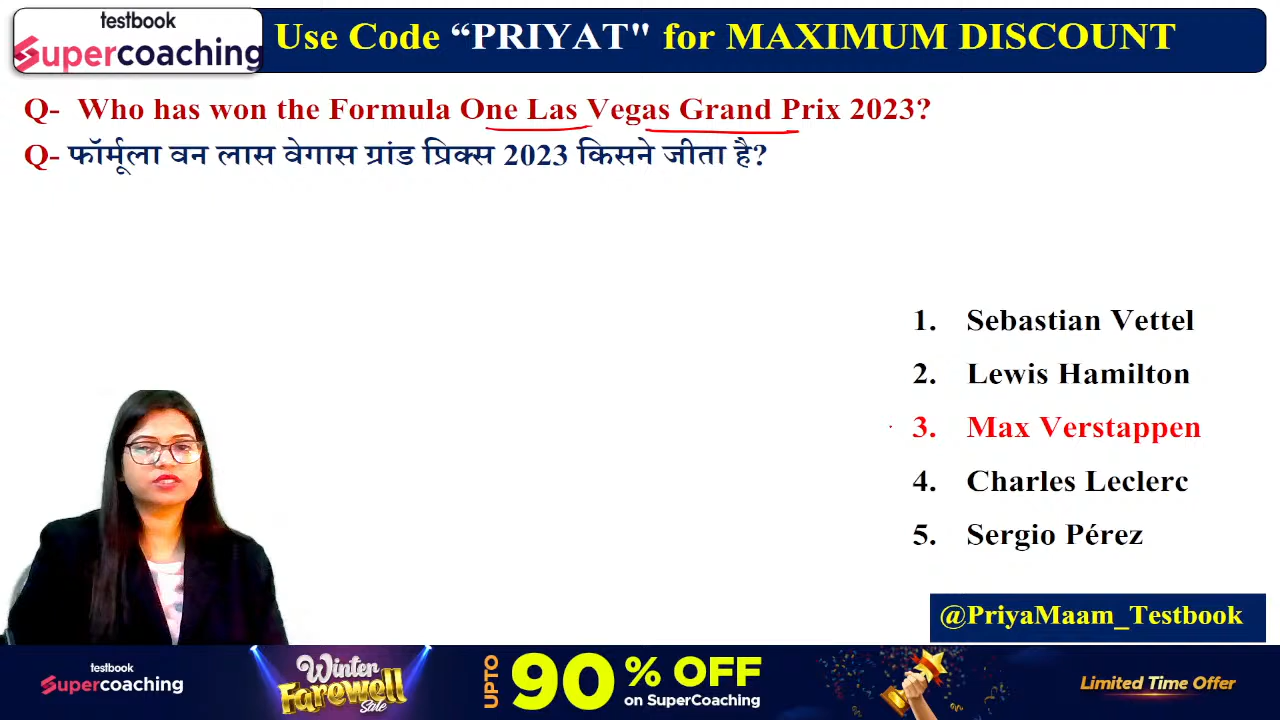 testbook
Supercoaching
Use Code “PRIYAT" for MAXIMUM DISCOUNT
Q- Who has won the Formula One Las Vegas Grand Prix 2023?
Q- फॉर्मूला वन लास वेगास ग्रांड प्रिक्स 2023 किसने जीता है?
1. Sebastian Vettel
2. Lewis Hamilton
3. Max Verstappen
4. Charles Leclerc
5. Sergio Pérez
@PriyaMaam_Testbook
testbook
Supercoaching
Winter
Farewell
Sale
UPTO 90% OFF
on SuperCoaching
Limited Time Offer